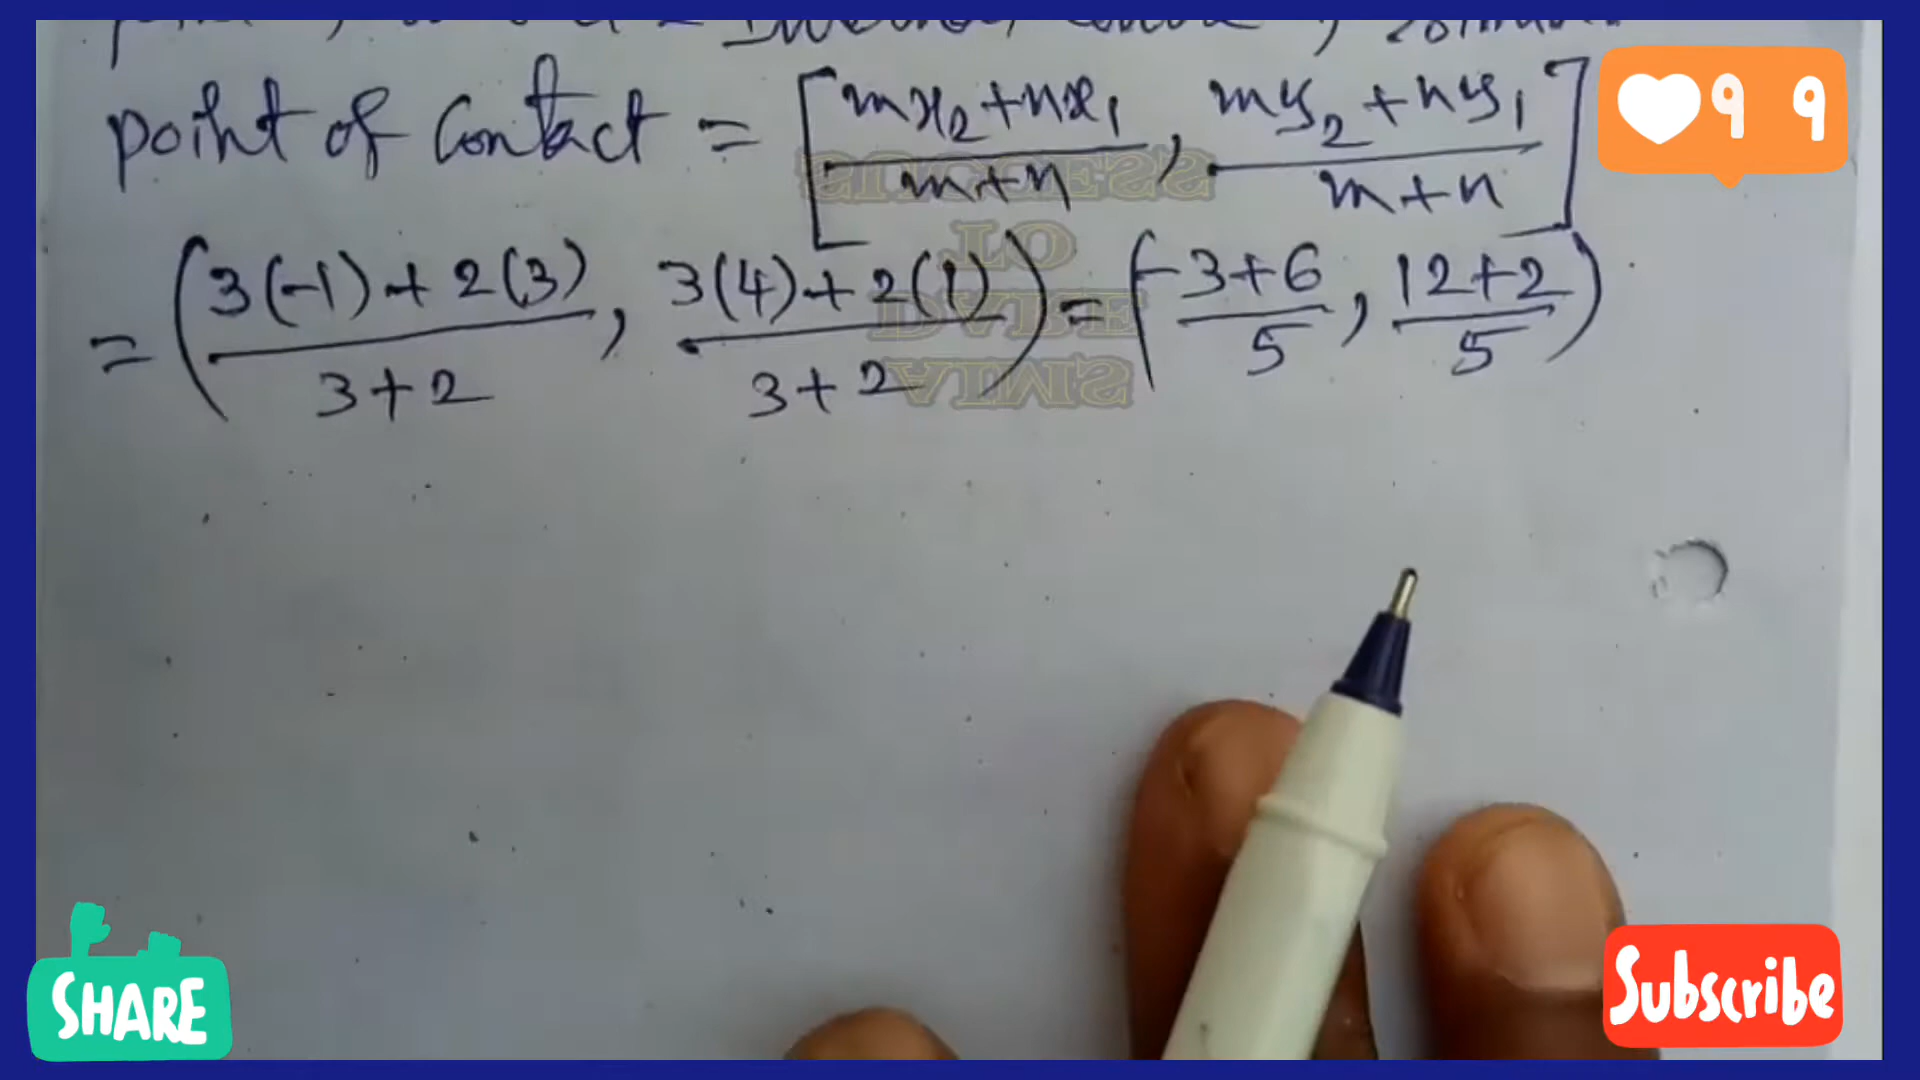 point of Contact = [mx₂+nx₁/m+n, my₂+ny₁/m+n]
= (3(-1)+2(3)/3+2, 3(4)+2(1)/3+2) = (-3+6/5, 12+2/5)
9 9
SHARE
Subscribe